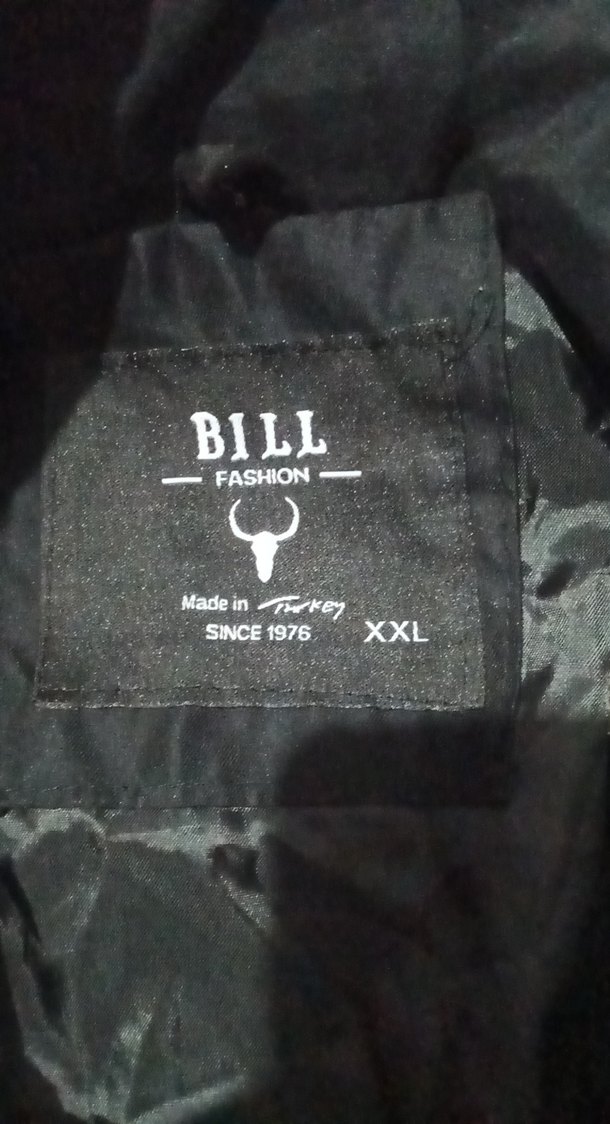 BILL
FASHION
Made in Turkey
SINCE 1976 XXL